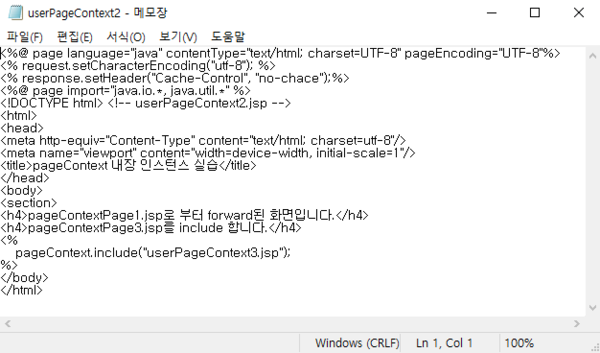 userPageContext2 - 메모장
파일(F) 편집(E) 서식(O) 보기(V) 도움말
<%@ page language="java" contentType="text/html; charset=UTF-8" pageEncoding="UTF-8"%>
<% request.setCharacterEncoding("utf-8"); %>
<% response.setHeader("Cache-Control", "no-chace");%>
<%@ page import="java.io.*, java.util.*" %>
<!DOCTYPE html> <!-- userPageContext2.jsp -->
<html>
<head>
<meta http-equiv="Content-Type" content="text/html; charset=utf-8"/>
<meta name="viewport" content="width=device-width, initial-scale=1"/>
<title>pageContext 내장 인스턴스 실습</title>
</head>
<body>
<section>
<h4>pageContextPage1.jsp로 부터 forward된 화면입니다.</h4>
<h4>pageContextPage3.jsp를 include 합니다.</h4>
<%
pageContext.include("userPageContext3.jsp");
%>
</body>
</html>
Windows (CRLF) Ln 1, Col 1 100%